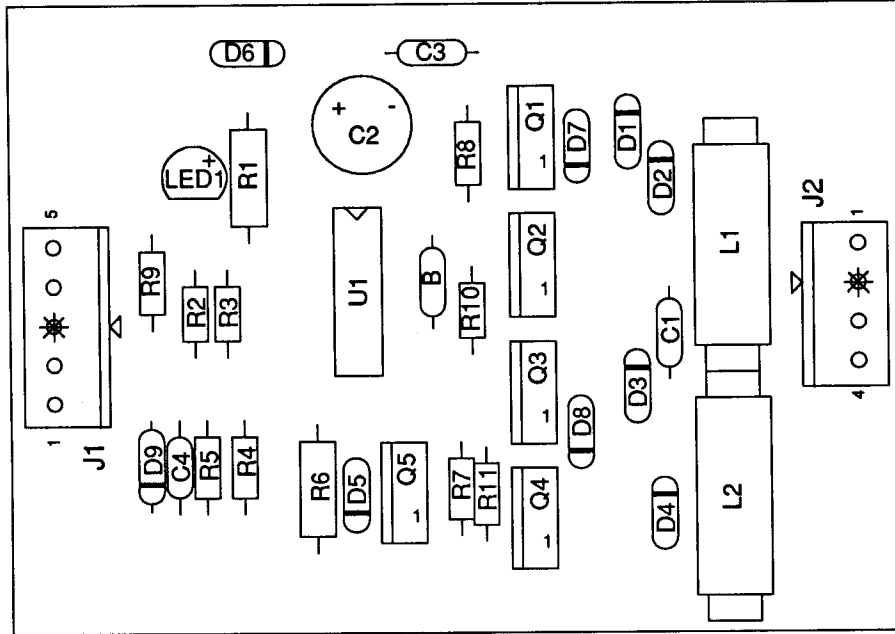 D6
C3
+
-
C2
Q1
1
D7
D1
R8
D2
LED1
+
R1
J2
5
1
R9
U1
B
Q2
1
L1
R2
R3
R10
C1
Q3
1
D3
4
1
J1
D9
C4
R5
R4
R6
D5
Q5
1
R7
R11
D8
Q4
1
D4
L2